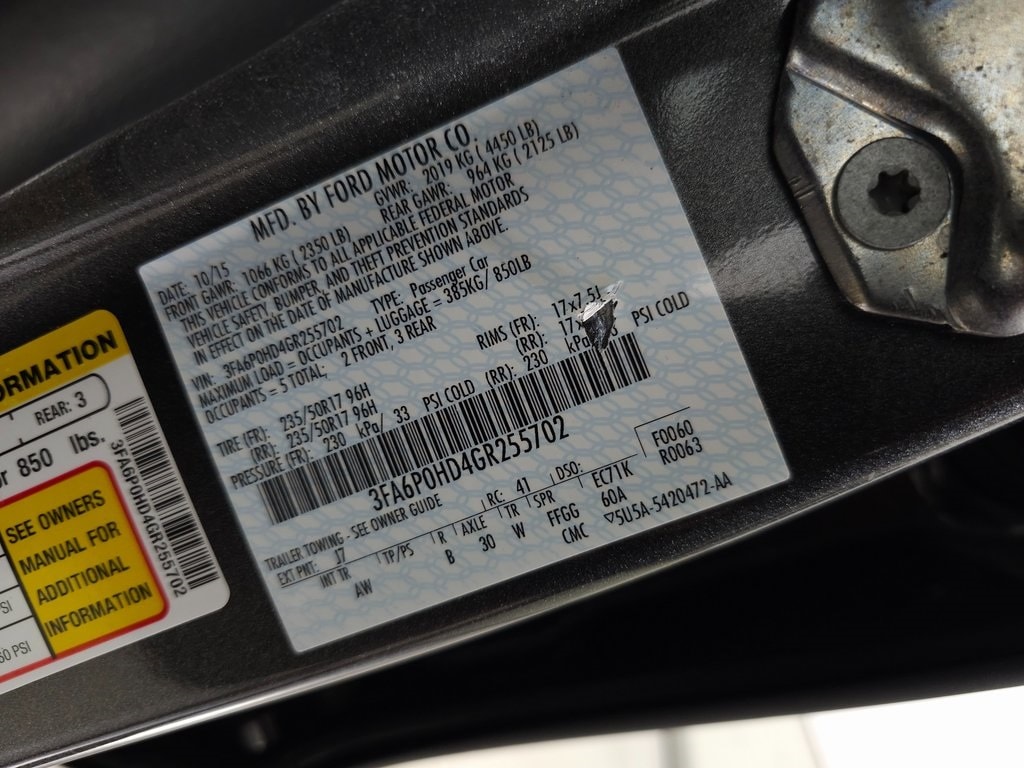 MFD. BY FORD MOTOR CO.
DATE: 10/15 GVWR: 2019 KG ( 4450 LB)
FRONT GAWR: 1066 KG ( 2350 LB) REAR GAWR: 964 KG ( 2125 LB)
THIS VEHICLE CONFORMS TO ALL APPLICABLE FEDERAL MOTOR
VEHICLE SAFETY, BUMPER, AND THEFT PREVENTION STANDARDS
IN EFFECT ON THE DATE OF MANUFACTURE SHOWN ABOVE.
VIN: 3FA6P0HD4GR255702 TYPE: Passenger Car
MAXIMUM LOAD = OCCUPANTS + LUGGAGE = 385KG/ 850LB
OCCUPANTS = 5 TOTAL; 2 FRONT, 3 REAR
TIRE (FR): 235/50R17 96H RIMS (FR): 17x7.5J
(RR): 235/50R17 96H (RR):
PRESSURE (FR): 230 kPa/ 33 PSI COLD (RR): 230 kPa PSI COLD
3FA6P0HD4GR255702
TRAILER TOWING - SEE OWNER GUIDE
EXT PNT: J7 RC: 41 DSO:
INT TR TP/PS R AXLE TR SPR EC71K F0060
AW B 30 W FFGG 60A R0063
CMC ▽5U5A-5420472-AA
ORMATION
REAR: 3
or 850 lbs.
SEE OWNERS
MANUAL FOR
ADDITIONAL
INFORMATION
PSI
60 PSI
3FA6P0HD4GR255702